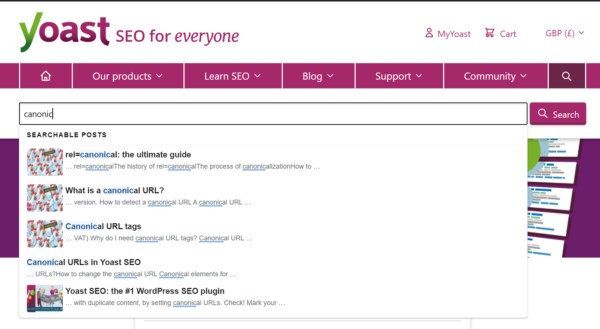 yoast SEO for everyone
MyYoast
Cart
GBP (£)
Our products
Learn SEO
Blog
Support
Community
canonic
Search
SEARCHABLE POSTS
rel=canonical: the ultimate guide
... rel=canonicalThe history of rel=canonicalThe process of canonicalizationHow to ...
What is a canonical URL?
... version. How to detect a canonical URL A canonical URL ...
Canonical URL tags
... VAT) Why do I need canonical URL tags? Canonical URL ...
Canonical URLs in Yoast SEO
... URLs?How to change the canonical URL Canonical elements for ...
Yoast SEO: the #1 WordPress SEO plugin
... with duplicate content, by setting canonical URLs. Check! Mark your ...